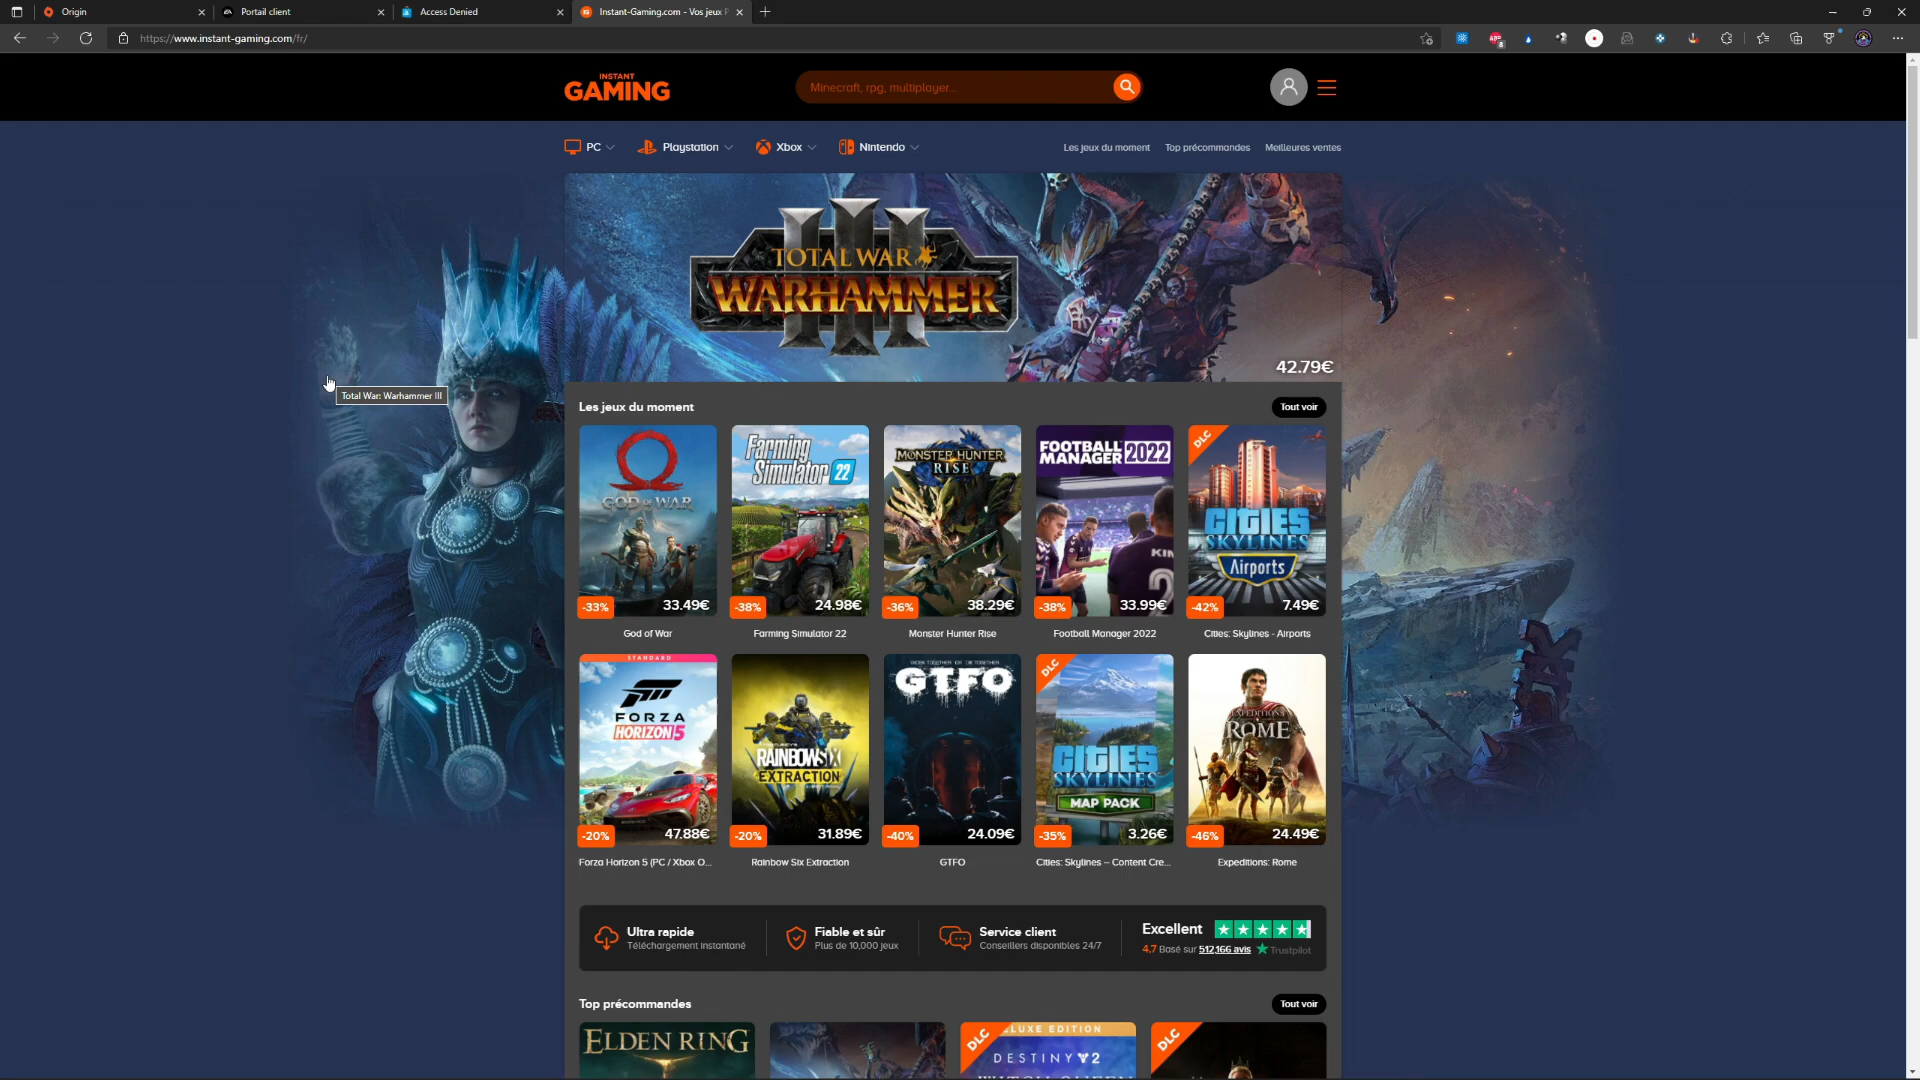 Origin
Portail client
Access Denied
Instant-Gaming.com - Vos jeux P
https://www.instant-gaming.com/fr/
INSTANT
GAMING
Minecraft, rpg, multiplayer...
PC
Playstation
Xbox
Nintendo
Les jeux du moment
Top précommandes
Meilleures ventes
TOTAL WAR
WARHAMMER
III
42.79€
Total War: Warhammer III
Les jeux du moment
Tout voir
GOD OF WAR
-33%
33.49€
God of War
Farming
Simulator 22
-38%
24.98€
Farming Simulator 22
MONSTER HUNTER
RISE
-36%
38.29€
Monster Hunter Rise
FOOTBALL
MANAGER 2022
KIN
2
-38%
33.99€
Football Manager 2022
DLC
CITIES
SKYLINES
Airports
-42%
7.49€
Cities: Skylines - Airports
STANDARD
FORZA
HORIZON 5
-20%
47.88€
Forza Horizon 5 (PC / Xbox O...
RAINBOW SIX
EXTRACTION
-20%
31.89€
Rainbow Six Extraction
WORK TOGETHER OR DIE TOGETHER
GTFO
-40%
24.09€
GTFO
DLC
CITIES
SKYLINES
MAP PACK
-35%
3.26€
Cities: Skylines – Content Cre...
EXPEDITIONS
ROME
-46%
24.49€
Expeditions: Rome
Ultra rapide
Téléchargement instantané
Fiable et sûr
Plus de 10,000 jeux
Service client
Conseillers disponibles 24/7
Excellent
4,7 Basé sur 512,166 avis
Trustpilot
Top précommandes
Tout voir
ELDEN RING
DLC
LUXE EDITION
DESTINY 2
WITCH QUEEN
DLC